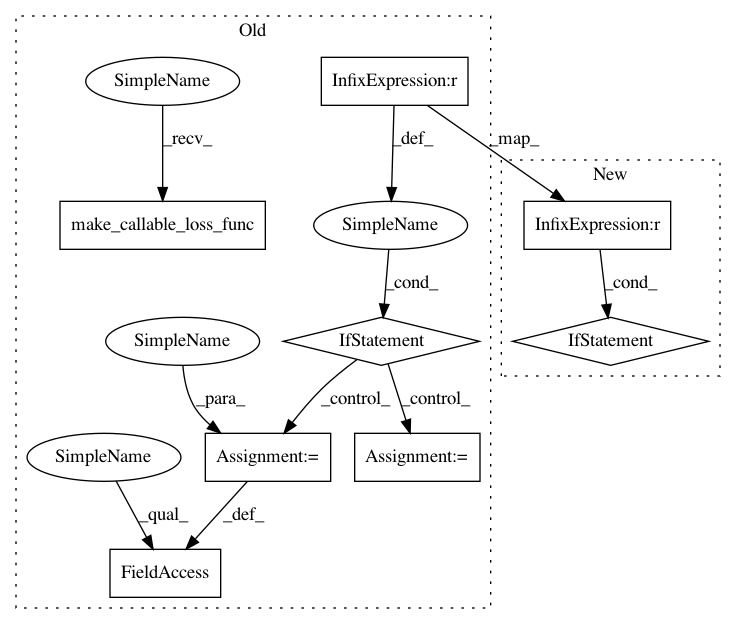 Old
SimpleName
InfixExpression:r
_recv_
_def_
_map_
New
make_callable_loss_func
SimpleName
InfixExpression:r
_cond_
_cond_
SimpleName
IfStatement
IfStatement
_para_
_control_
_control_
SimpleName
Assignment:=
Assignment:=
_qual_
_def_
FieldAccess